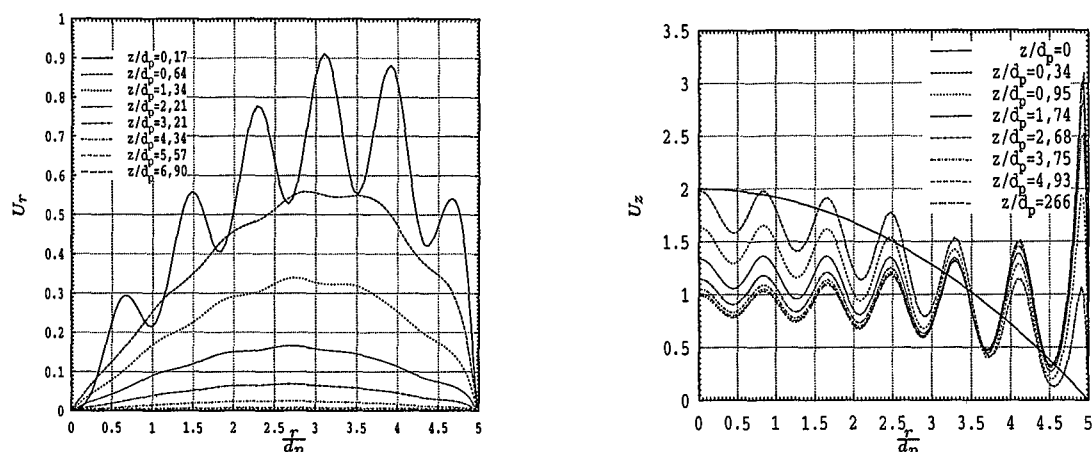 1
0.9
0.8
0.7
0.6
0.5
0.4
0.3
0.2
0.1
0
U_r
z/d_p=0,17
z/d_p=0,64
z/d_p=1,34
z/d_p=2,21
z/d_p=3,21
z/d_p=4,34
z/d_p=5,57
z/d_p=6,90
0 0.5 1 1.5 2 2.5 3 3.5 4 4.5 5
r
d_p
3.5
3
2.5
2
1.5
1
0.5
0
U_z
z/d_p=0
z/d_p=0,34
z/d_p=0,95
z/d_p=1,74
z/d_p=2,68
z/d_p=3,75
z/d_p=4,93
z/d_p=266
0 0.5 1 1.5 2 2.5 3 3.5 4 4.5 5
r
d_p